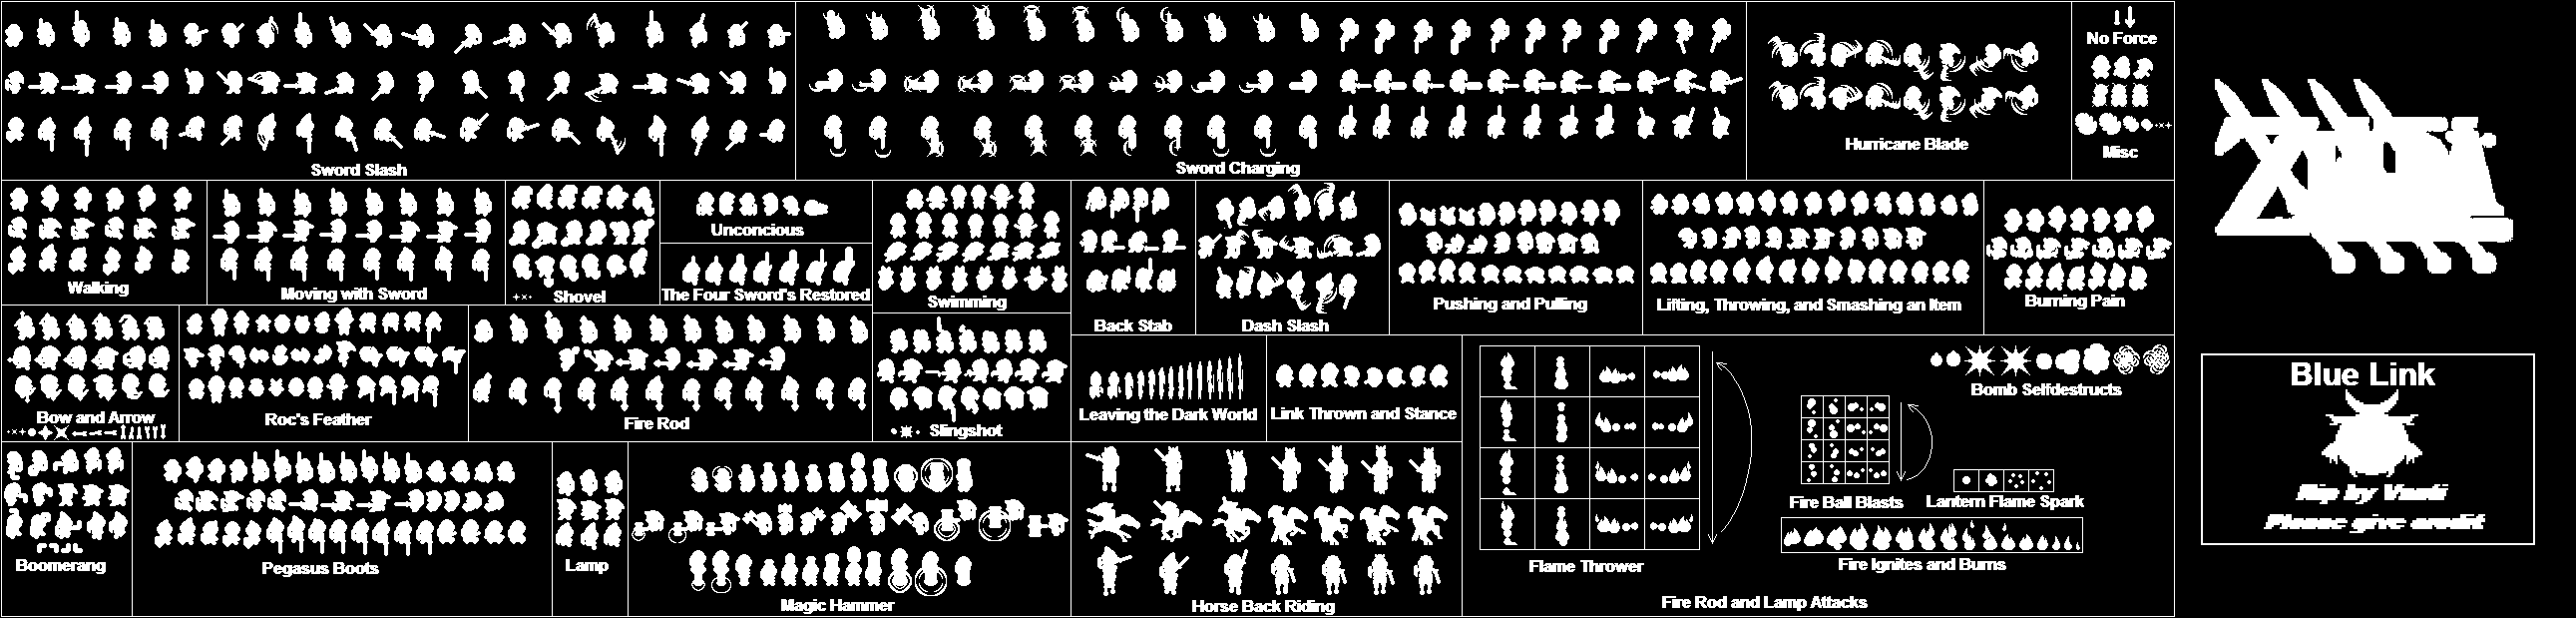 No Force
Misc
Sword Slash
Sword Charging
Hurricane Blade
Walking
Moving with Sword
Shovel
Unconcious
The Four Sword's Restored
Swimming
Back Stab
Dash Slash
Pushing and Pulling
Lifting, Throwing, and Smashing an Item
Burning Pain
Bow and Arrow
Roc's Feather
Fire Rod
Slingshot
Leaving the Dark World
Link Thrown and Stance
Bomb Selfdestructs
Fire Ball Blasts
Lantern Flame Spark
Boomerang
Pegasus Boots
Lamp
Magic Hammer
Horse Back Riding
Flame Thrower
Fire Ignites and Burns
Fire Rod and Lamp Attacks
Blue Link
Rip by Vaati
Please give credit